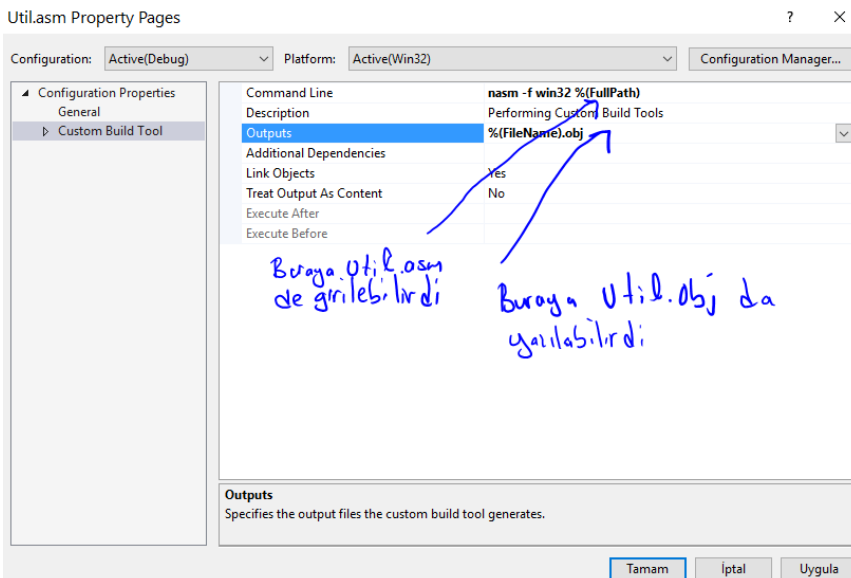 Util.asm Property Pages
? ×
Configuration: Active(Debug) Platform: Active(Win32) Configuration Manager...
Configuration Properties
General
Custom Build Tool
Command Line nasm -f win32 %(FullPath)
Description Performing Custom Build Tools
Outputs %(FileName).obj
Additional Dependencies
Link Objects Yes
Treat Output As Content No
Execute After
Execute Before
Buraya Util.asm
de girilebilirdi
Buraya Util.obj da
yazılabilirdi
Outputs
Specifies the output files the custom build tool generates.
Tamam İptal Uygula